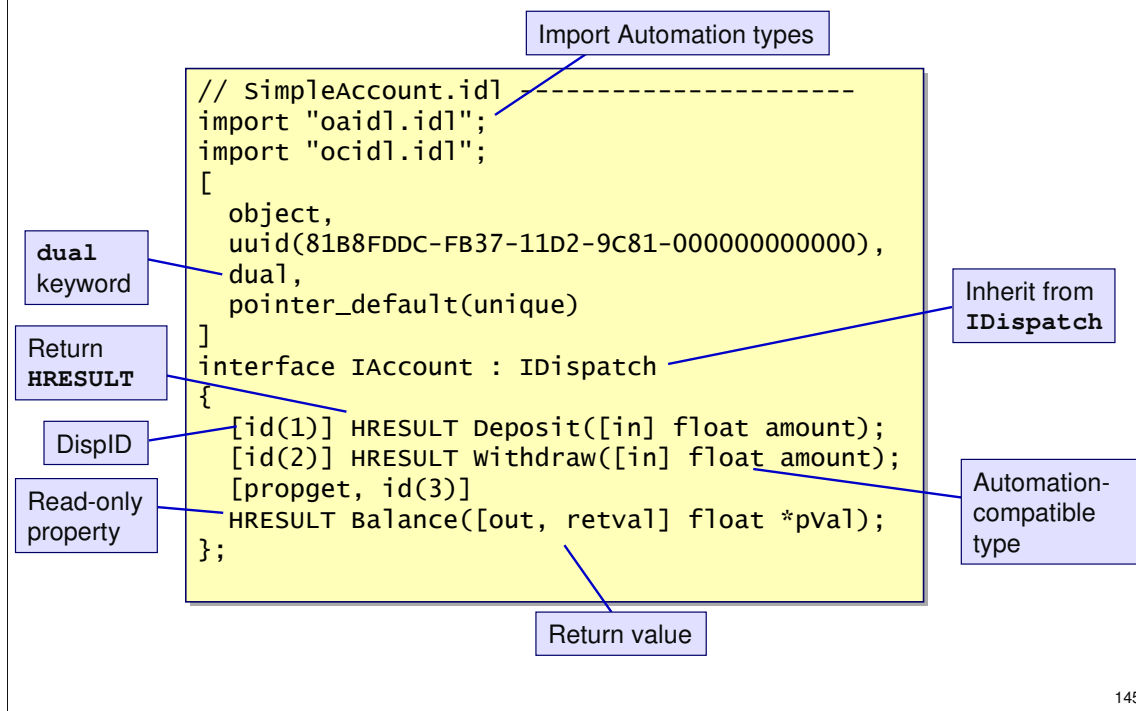 Import Automation types
// SimpleAccount.idl ----------------------
import "oaidl.idl";
import "ocidl.idl";
[
object,
uuid(81B8FDDC-FB37-11D2-9C81-000000000000),
dual,
pointer_default(unique)
]
interface IAccount : IDispatch
{
[id(1)] HRESULT Deposit([in] float amount);
[id(2)] HRESULT Withdraw([in] float amount);
[propget, id(3)]
HRESULT Balance([out, retval] float *pVal);
};
dual
keyword
Return
HRESULT
DispID
Read-only
property
Inherit from
IDispatch
Automation-
compatible
type
Return value
145